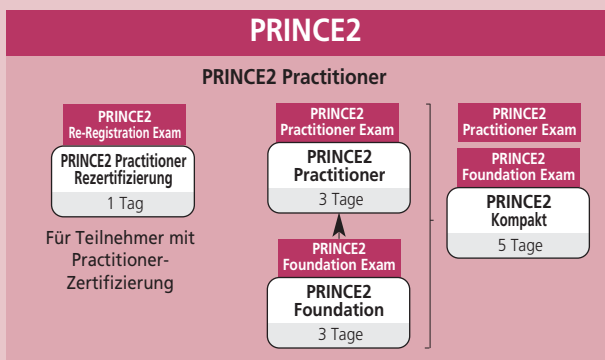 PRINCE2
PRINCE2 Practitioner
PRINCE2
Re-Registration Exam
PRINCE2 Practitioner
Rezertifizierung
1 Tag
Für Teilnehmer mit
Practitioner-
Zertifizierung
PRINCE2
Practitioner Exam
PRINCE2
Practitioner
3 Tage
PRINCE2
Foundation Exam
PRINCE2
Foundation
3 Tage
PRINCE2
Practitioner Exam
PRINCE2
Foundation Exam
PRINCE2
Kompakt
5 Tage